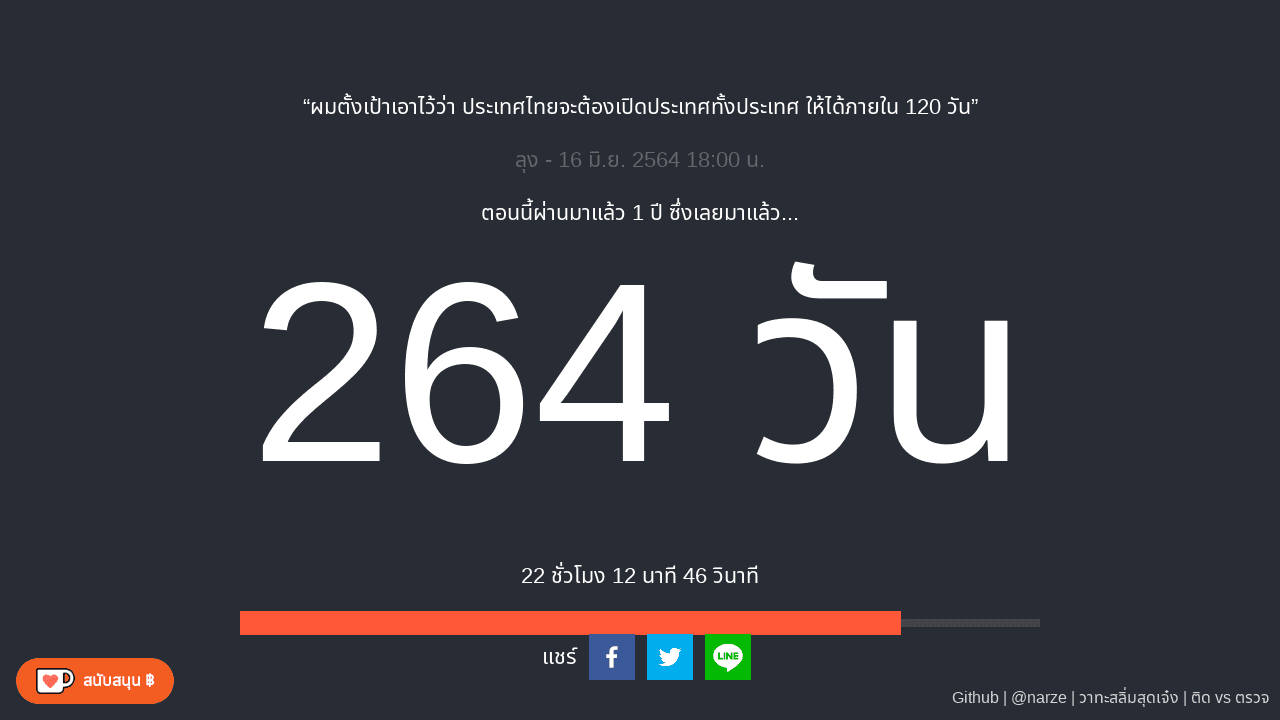 “ผมตั้งเป้าเอาไว้ว่า ประเทศไทยจะต้องเปิดประเทศทั้งประเทศ ให้ได้ภายใน 120 วัน”
ลุง - 16 มิ.ย. 2564 18:00 น.
ตอนนี้ผ่านมาแล้ว 1 ปี ซึ่งเลยมาแล้ว...
264 วัน
22 ชั่วโมง 12 นาที 46 วินาที
แชร์
LINE
สนับสนุน ฿
Github | @narze | วาทะสลิ่มสุดเจ๋ง | ติด vs ตรวจ